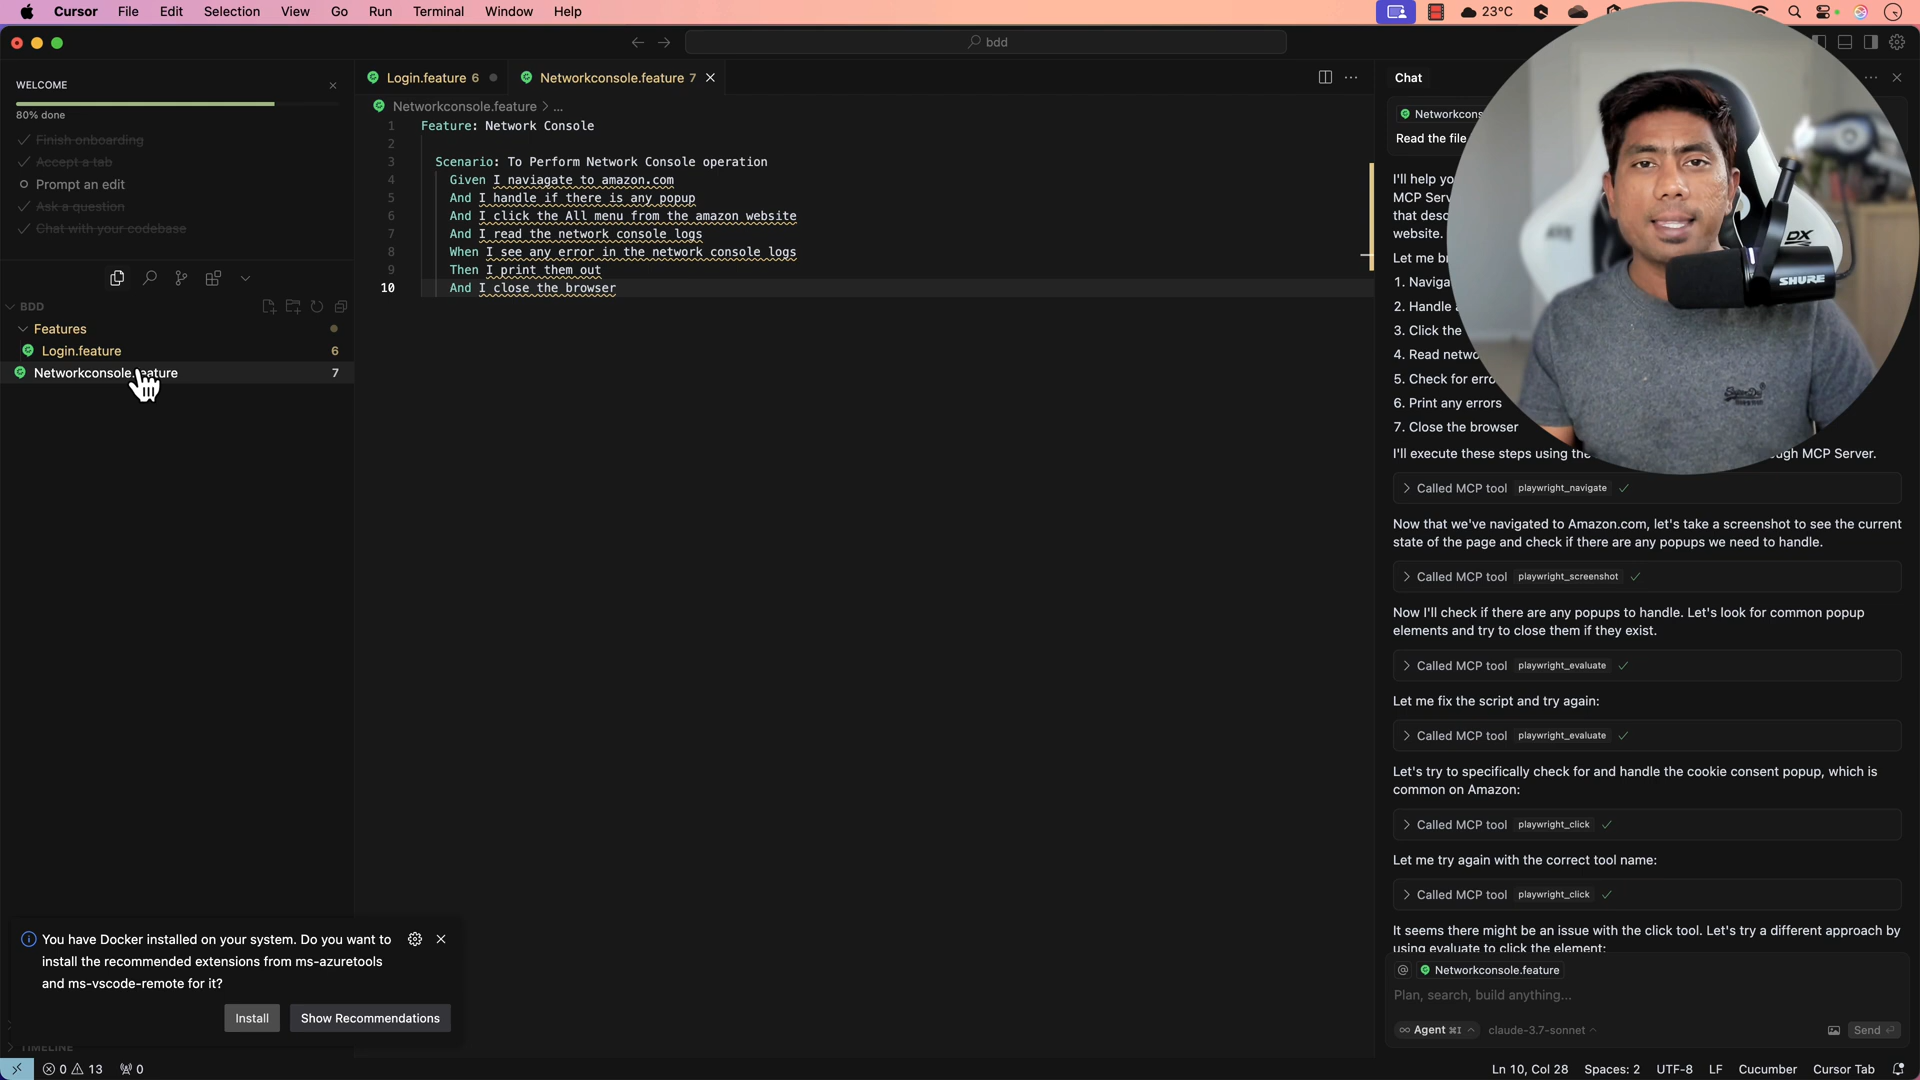 Cursor File Edit Selection View Go Run Terminal Window Help
23°C
bdd
WELCOME
80% done
Finish onboarding
Accept a tab
Prompt an edit
Ask a question
Chat with your codebase
BDD
Features
Login.feature 6
Networkconsole.feature 7
Login.feature 6
Networkconsole.feature 7
Networkconsole.feature > ...
1 Feature: Network Console
2
3 Scenario: To Perform Network Console operation
4 Given I naviagate to amazon.com
5 And I handle if there is any popup
6 And I click the All menu from the amazon website
7 And I read the network console logs
8 When I see any error in the network console logs
9 Then I print them out
10 And I close the browser
Chat
Networkcons
Read the file
I'll help yo
MCP Serv
that desc
website.
Let me br
1. Naviga
2. Handle
3. Click the
4. Read netwo
5. Check for erro
6. Print any errors
7. Close the browser
I'll execute these steps using the ugh MCP Server.
Called MCP tool playwright_navigate
Now that we've navigated to Amazon.com, let's take a screenshot to see the current
state of the page and check if there are any popups we need to handle.
Called MCP tool playwright_screenshot
Now I'll check if there are any popups to handle. Let's look for common popup
elements and try to close them if they exist.
Called MCP tool playwright_evaluate
Let me fix the script and try again:
Called MCP tool playwright_evaluate
Let's try to specifically check for and handle the cookie consent popup, which is
common on Amazon:
Called MCP tool playwright_click
Let me try again with the correct tool name:
Called MCP tool playwright_click
It seems there might be an issue with the click tool. Let's try a different approach by
using evaluate to click the element:
@ Networkconsole.feature
Plan, search, build anything...
Agent ⌘I claude-3.7-sonnet
Send
You have Docker installed on your system. Do you want to
install the recommended extensions from ms-azuretools
and ms-vscode-remote for it?
Install
Show Recommendations
TIMELINE
0 13 0
Ln 10, Col 28 Spaces: 2 UTF-8 LF Cucumber Cursor Tab
SHURE
DX